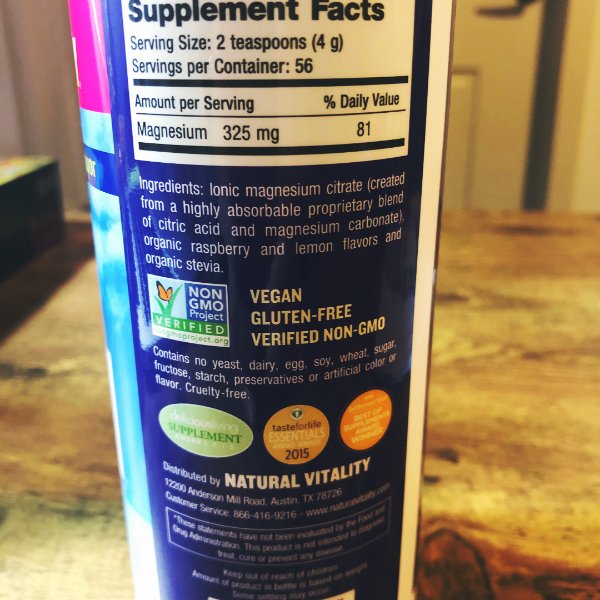 Supplement Facts
Serving Size: 2 teaspoons (4 g)
Servings per Container: 56
Amount per Serving % Daily Value
Magnesium 325 mg 81
Ingredients: Ionic magnesium citrate (created
from a highly absorbable proprietary blend
of citric acid and magnesium carbonate),
organic raspberry and lemon flavors and
organic stevia.
NON
GMO
Project
VERIFIED
nongmoproject.org
VEGAN
GLUTEN-FREE
VERIFIED NON-GMO
Contains no yeast, dairy, egg, soy, wheat, sugar,
fructose, starch, preservatives or artificial color or
flavor. Cruelty-free.
deliciousliving
SUPPLEMENT
tasteforlife
ESSENTIALS
2015
BEST OF
SUPPLEMENTS
AWARD
WINNER
Distributed by NATURAL VITALITY
12200 Anderson Mill Road, Austin, TX 78726
Customer Service: 866-416-9216 - www.naturalvitality.com
*These statements have not been evaluated by the Food and
Drug Administration. This product is not intended to diagnose,
treat, cure or prevent any disease.
Keep out of reach of children.
Amount of product in bottle is based on weight.
Some settling may occur.